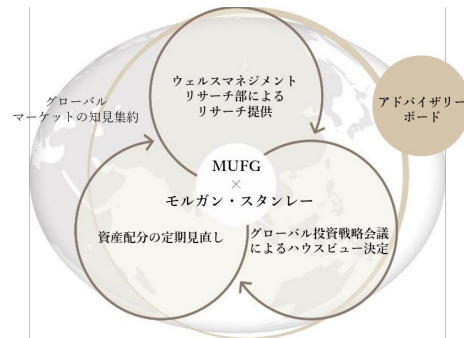 ウェルスマネジメント
リサーチ部による
リサーチ提供
グローバル
マーケットの知見集約
アドバイザリー
ボード
MUFG
×
モルガン・スタンレー
資産配分の定期見直し
グローバル投資戦略会議
によるハウスビュー決定